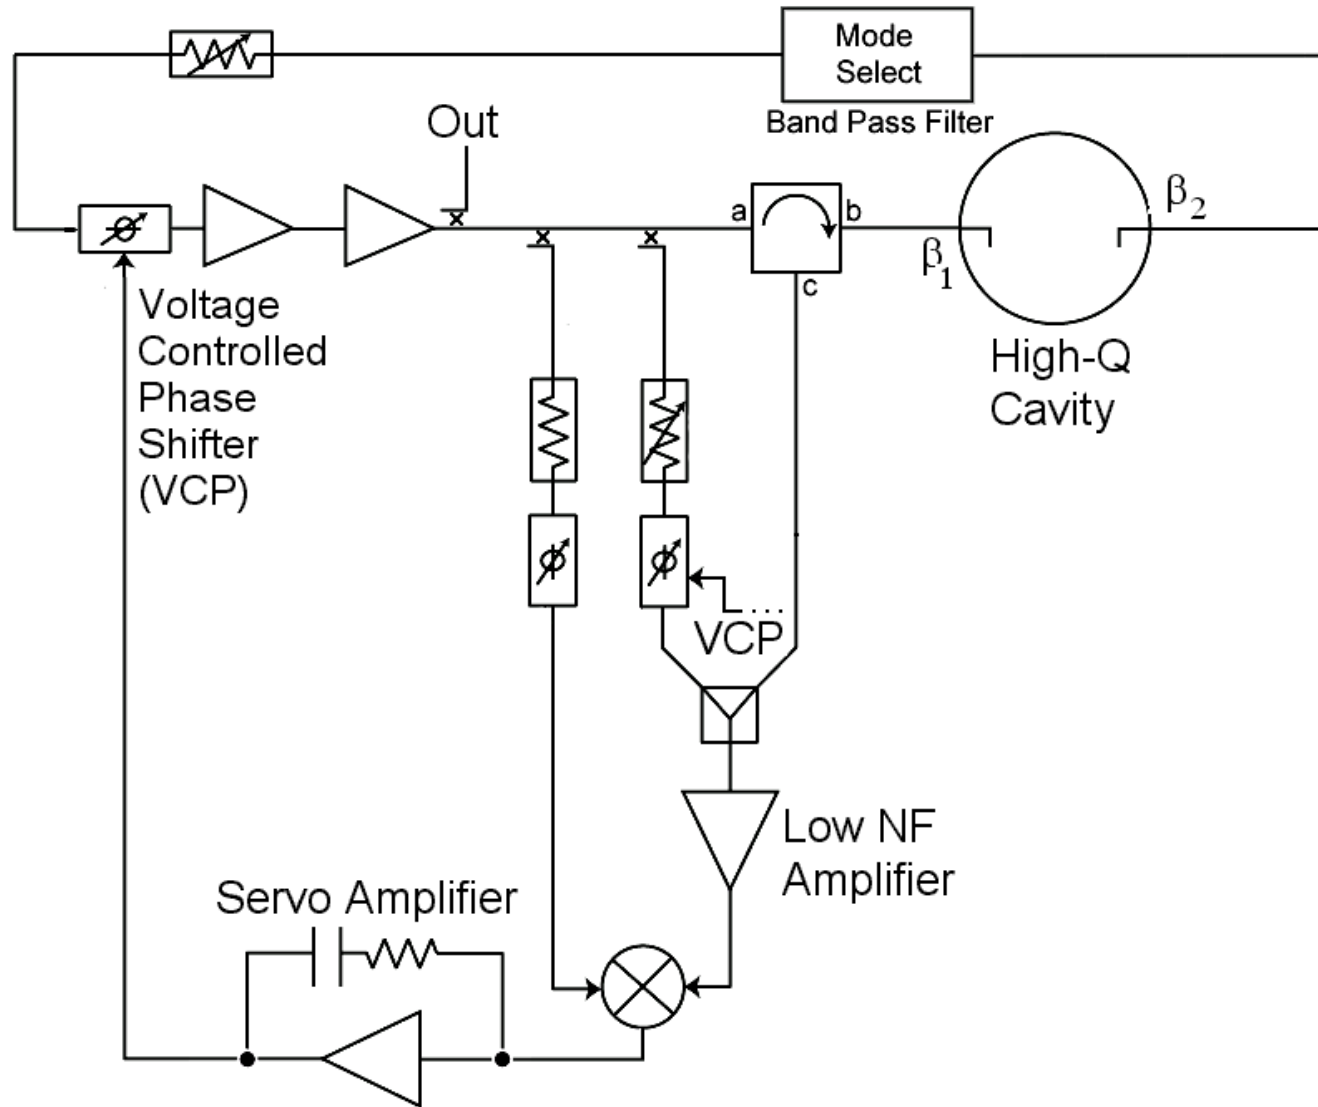 Mode
Select
Band Pass Filter
Out
a
b
c
β1
β2
High-Q
Cavity
Voltage
Controlled
Phase
Shifter
(VCP)
VCP
Low NF
Amplifier
Servo Amplifier